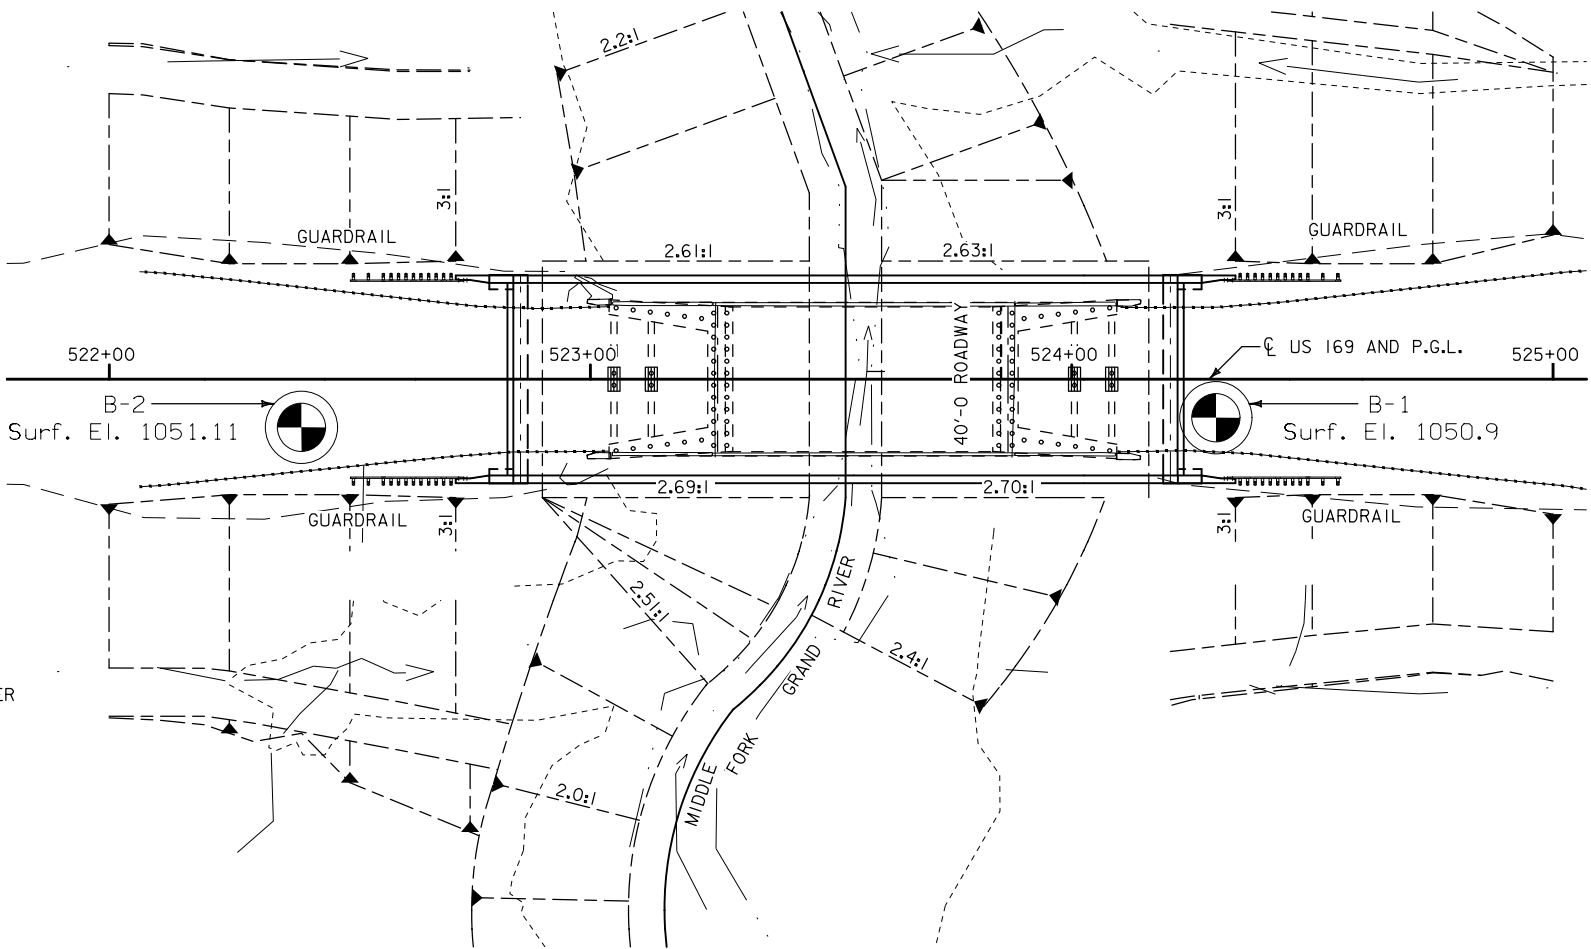 2.2:1
3:1
3:1
GUARDRAIL
GUARDRAIL
2.61:1
2.63:1
522+00
523+00
524+00
525+00
40'-0 ROADWAY
℄ US 169 AND P.G.L.
B-2
Surf. El. 1051.11
B-1
Surf. El. 1050.9
2.69:1
2.70:1
GUARDRAIL
3:1
3:1
GUARDRAIL
2.51:1
2.4:1
MIDDLE FORK GRAND RIVER
ER
2.0:1